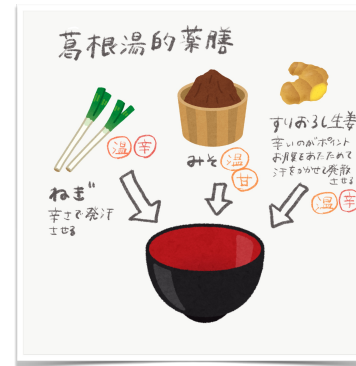 葛根湯的薬膳
温 辛
ねぎ
辛さで発汗
させる
みそ 温
甘
すりおろし生姜
辛いのがポイント
お腹をあたためて
汗をかかせて発散
させる
温 辛